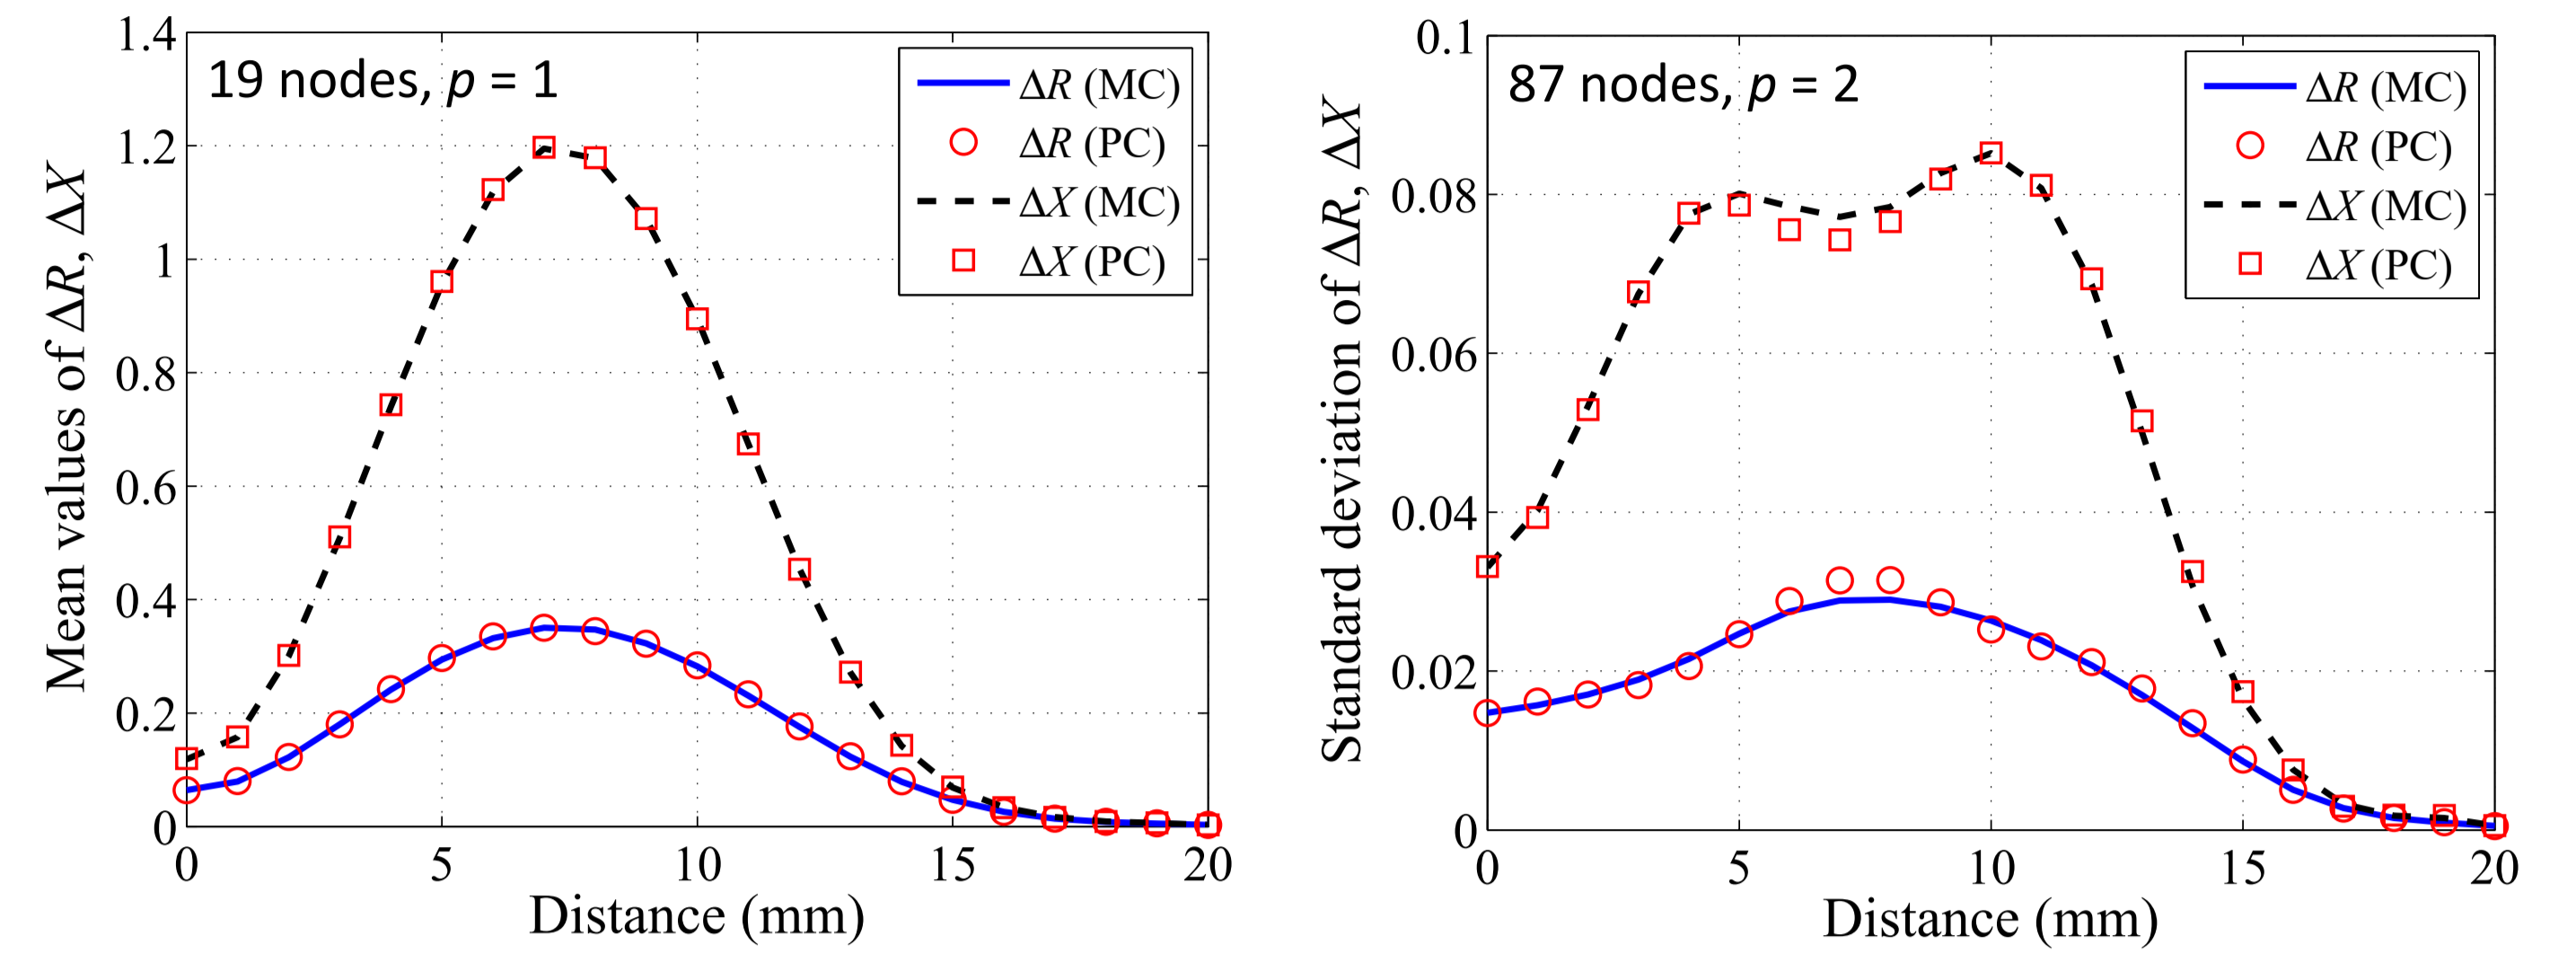 19 nodes, p = 1
ΔR (MC)
ΔR (PC)
ΔX (MC)
ΔX (PC)
Mean values of ΔR, ΔX
1.4
1.2
1
0.8
0.6
0.4
0.2
0
0 5 10 15 20
Distance (mm)
87 nodes, p = 2
ΔR (MC)
ΔR (PC)
ΔX (MC)
ΔX (PC)
Standard deviation of ΔR, ΔX
0.1
0.08
0.06
0.04
0.02
0
0 5 10 15 20
Distance (mm)